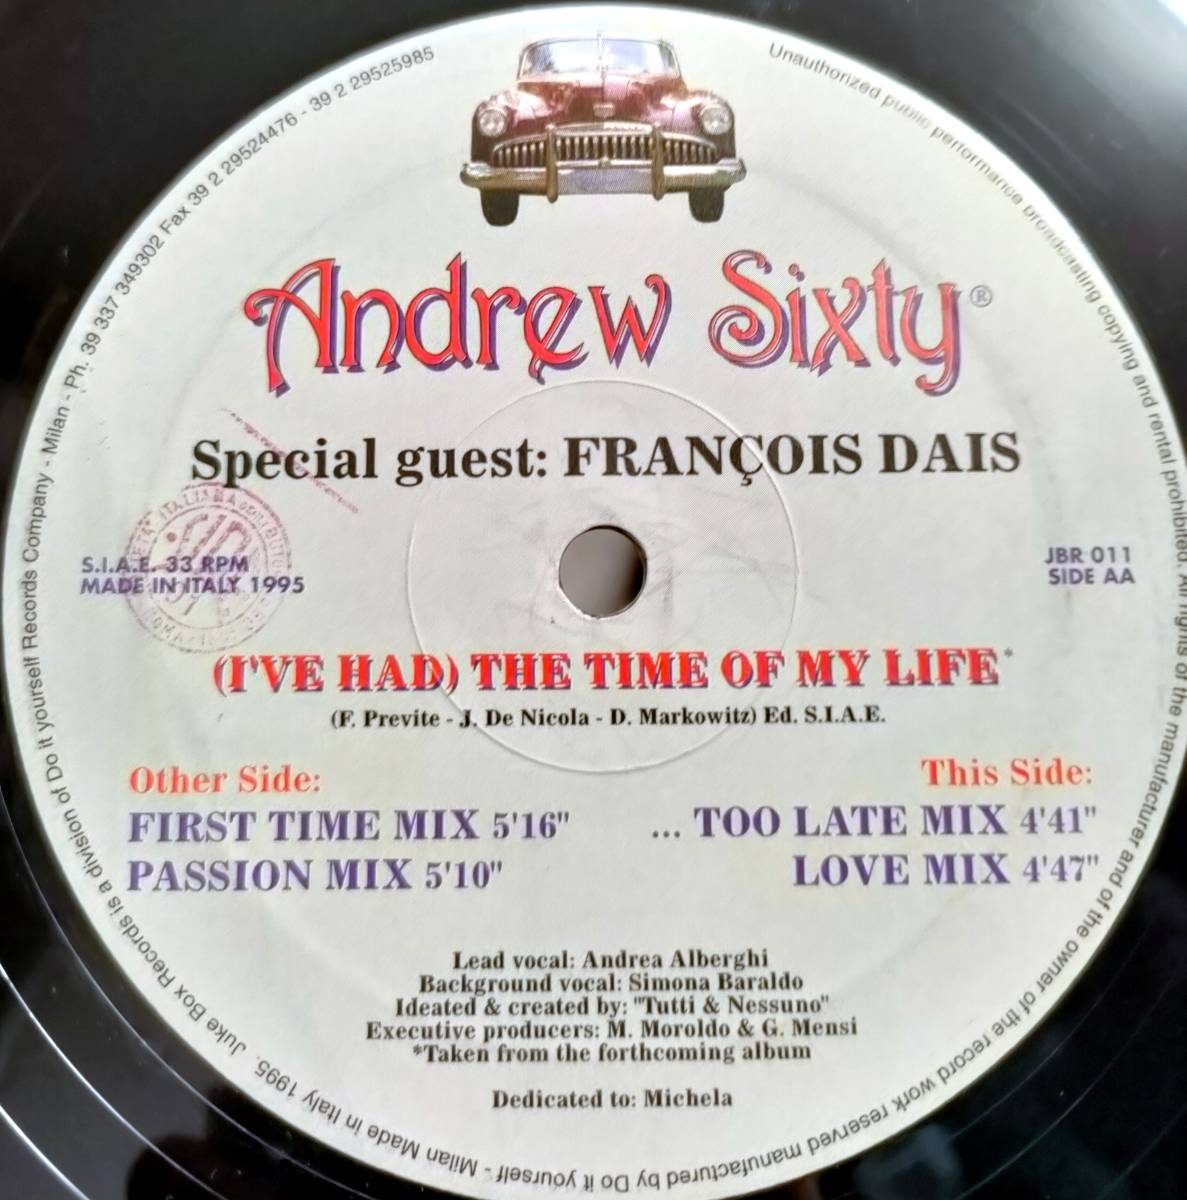 Andrew Sixty®
Special guest: FRANÇOIS DAIS
S.I.A.E. 33 RPM
MADE IN ITALY 1995
JBR 011
SIDE AA
(I'VE HAD) THE TIME OF MY LIFE*
(F. Previte - J. De Nicola - D. Markowitz) Ed. S.I.A.E.
Other Side:
FIRST TIME MIX 5'16"
PASSION MIX 5'10"
This Side:
... TOO LATE MIX 4'41"
LOVE MIX 4'47"
Lead vocal: Andrea Alberghi
Background vocal: Simona Baraldo
Ideated & created by: "Tutti & Nessuno"
Executive producers: M. Moroldo & G. Mensi
*Taken from the forthcoming album
Dedicated to: Michela
Unauthorized public performance broadcasting copying and rental prohibited. All rights of the manufacturer and of the owner of the record work reserved manufactured by Do it yourself - Milan Made in Italy 1995. Juke Box Records is a division of Do it yourself Records Company - Milan - Ph. 39 337 349302 Fax 39 2 29524476 - 39 2 29525985